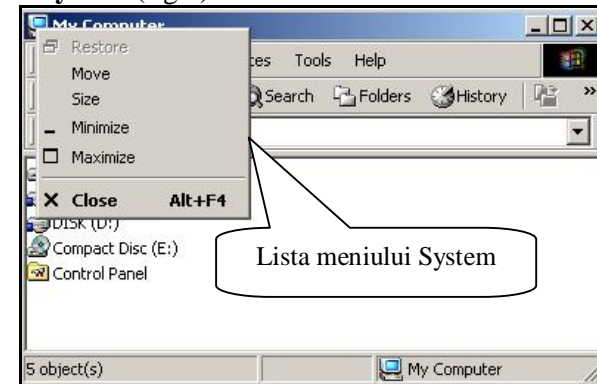 My Computer
Restore
Tools Help
Move
Size
Search Folders History »
Minimize
Maximize
Close Alt+F4
DISK (D:)
Compact Disc (E:)
Control Panel
Lista meniului System
5 object(s) My Computer